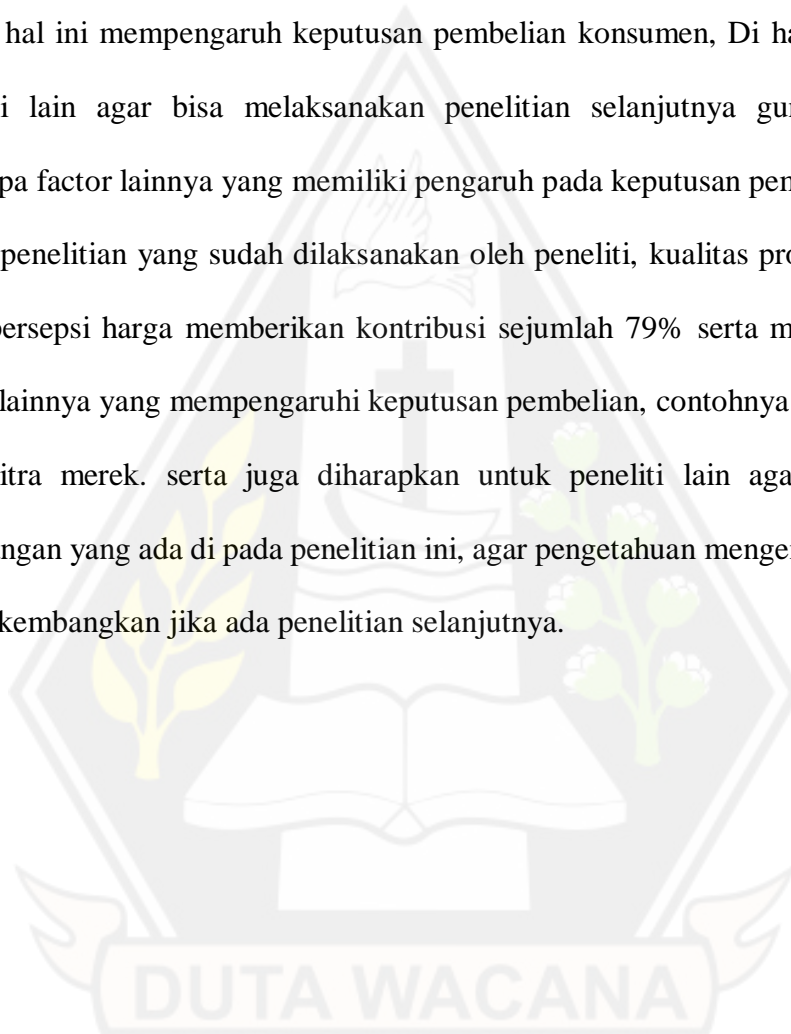 hal ini mempengaruh keputusan pembelian konsumen, Di ha
i lain agar bisa melaksanakan penelitian selanjutnya gu
pa factor lainnya yang memiliki pengaruh pada keputusan pe
penelitian yang sudah dilaksanakan oleh peneliti, kualitas pr
persepsi harga memberikan kontribusi sejumlah 79% serta m
lainnya yang mempengaruhi keputusan pembelian, contohnya
itra merek. serta juga diharapkan untuk peneliti lain aga
ngan yang ada di pada penelitian ini, agar pengetahuan menge
kembangkan jika ada penelitian selanjutnya.
DUTA WACANA